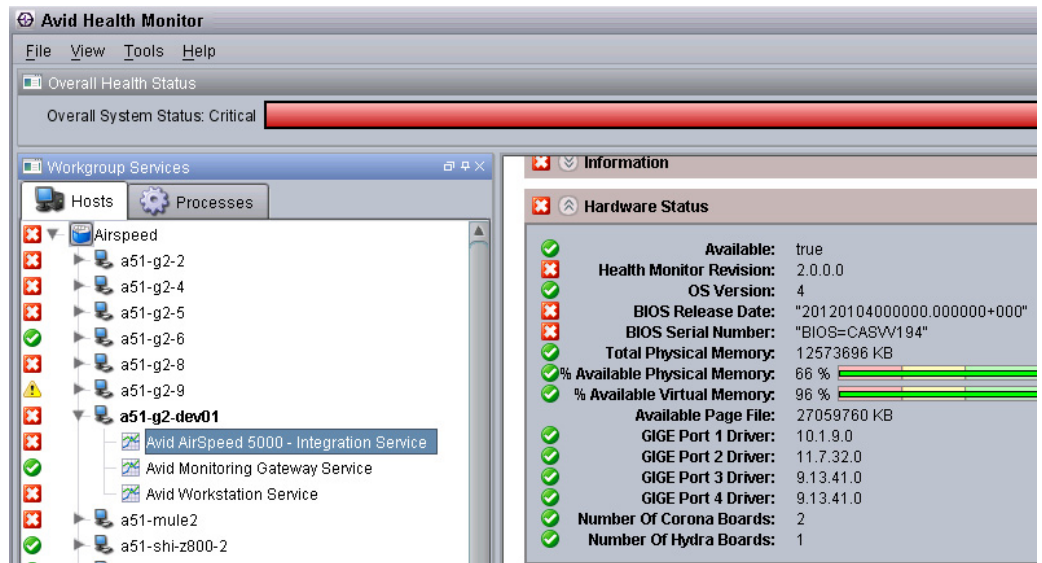 Avid Health Monitor
File View Tools Help
Overall Health Status
Overall System Status: Critical
Workgroup Services
Hosts Processes
Airspeed
a51-g2-2
a51-g2-4
a51-g2-5
a51-g2-6
a51-g2-8
a51-g2-9
a51-g2-dev01
Avid AirSpeed 5000 - Integration Service
Avid Monitoring Gateway Service
Avid Workstation Service
a51-mule2
a51-shi-z800-2
Information
Hardware Status
Available: true
Health Monitor Revision: 2.0.0.0
OS Version: 4
BIOS Release Date: "20120104000000.000000+000"
BIOS Serial Number: "BIOS=CASVV194"
Total Physical Memory: 12573696 KB
% Available Physical Memory: 66 %
% Available Virtual Memory: 96 %
Available Page File: 27059760 KB
GIGE Port 1 Driver: 10.1.9.0
GIGE Port 2 Driver: 11.7.32.0
GIGE Port 3 Driver: 9.13.41.0
GIGE Port 4 Driver: 9.13.41.0
Number Of Corona Boards: 2
Number Of Hydra Boards: 1